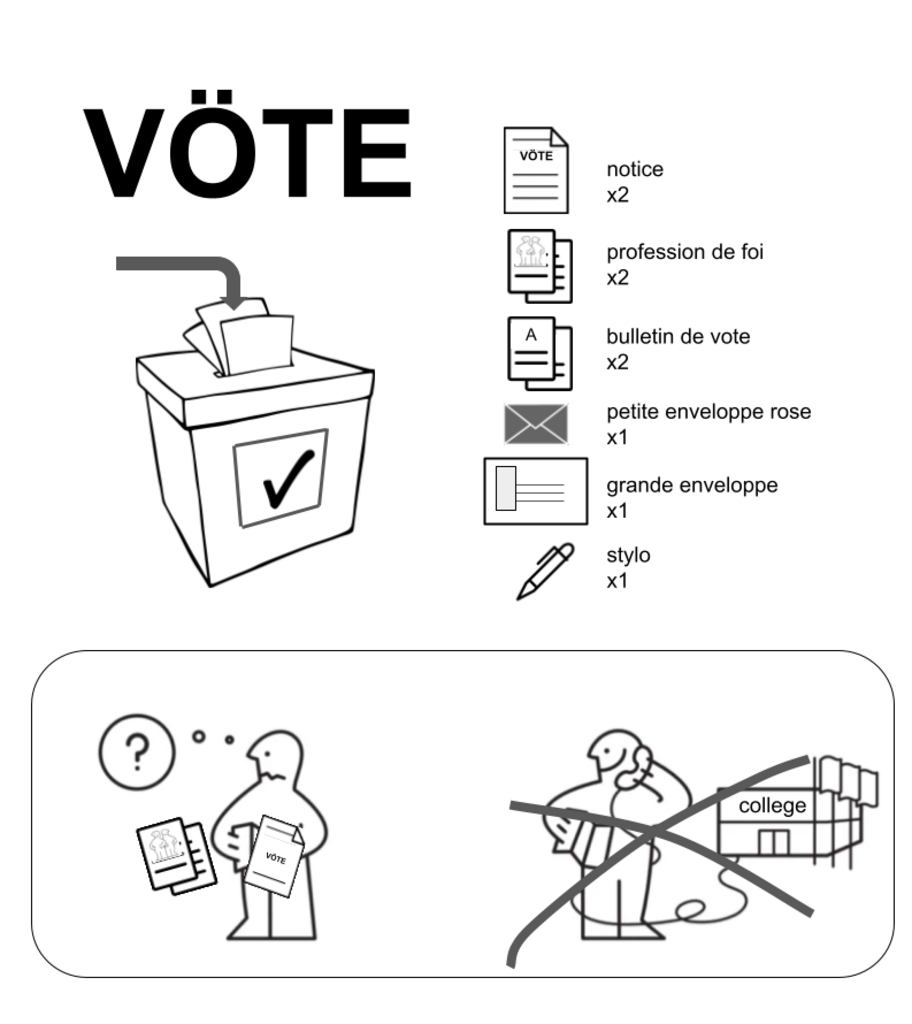 VÖTE
VÖTE
notice
x2
profession de foi
x2
A
bulletin de vote
x2
petite enveloppe rose
x1
grande enveloppe
x1
stylo
x1
?
VÖTE
college